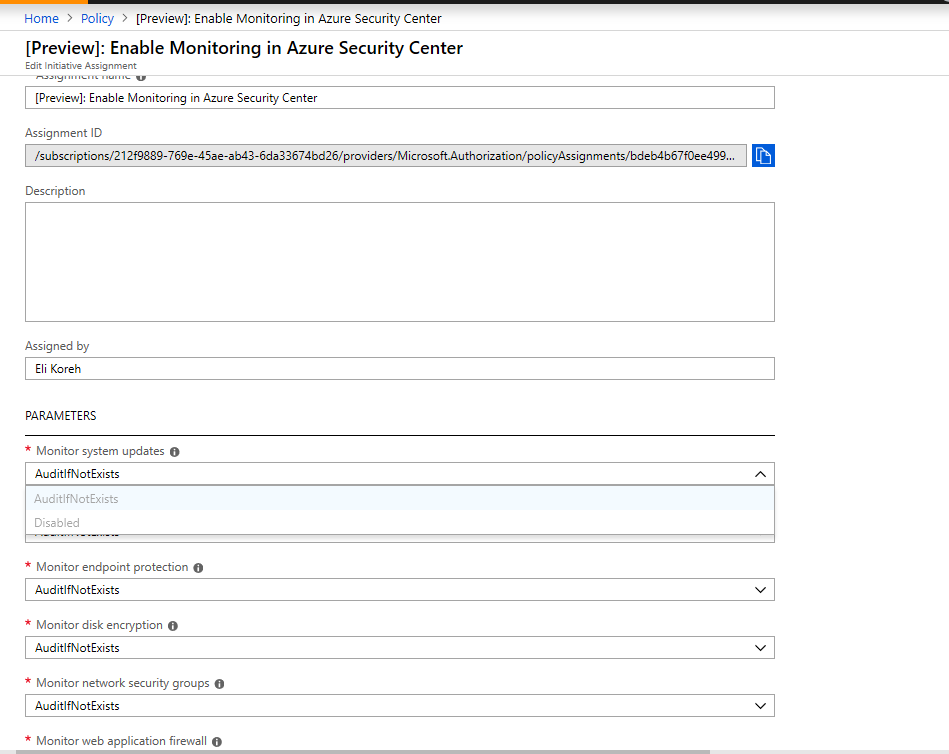 Home > Policy > [Preview]: Enable Monitoring in Azure Security Center
[Preview]: Enable Monitoring in Azure Security Center
Edit Initiative Assignment
Assignment name
[Preview]: Enable Monitoring in Azure Security Center
Assignment ID
/subscriptions/212f9889-769e-45ae-ab43-6da33674bd26/providers/Microsoft.Authorization/policyAssignments/bdeb4b67f0ee499...
Description
Assigned by
Eli Koreh
PARAMETERS
* Monitor system updates
AuditIfNotExists
AuditIfNotExists
Disabled
AuditIfNotExists
* Monitor endpoint protection
AuditIfNotExists
* Monitor disk encryption
AuditIfNotExists
* Monitor network security groups
AuditIfNotExists
* Monitor web application firewall